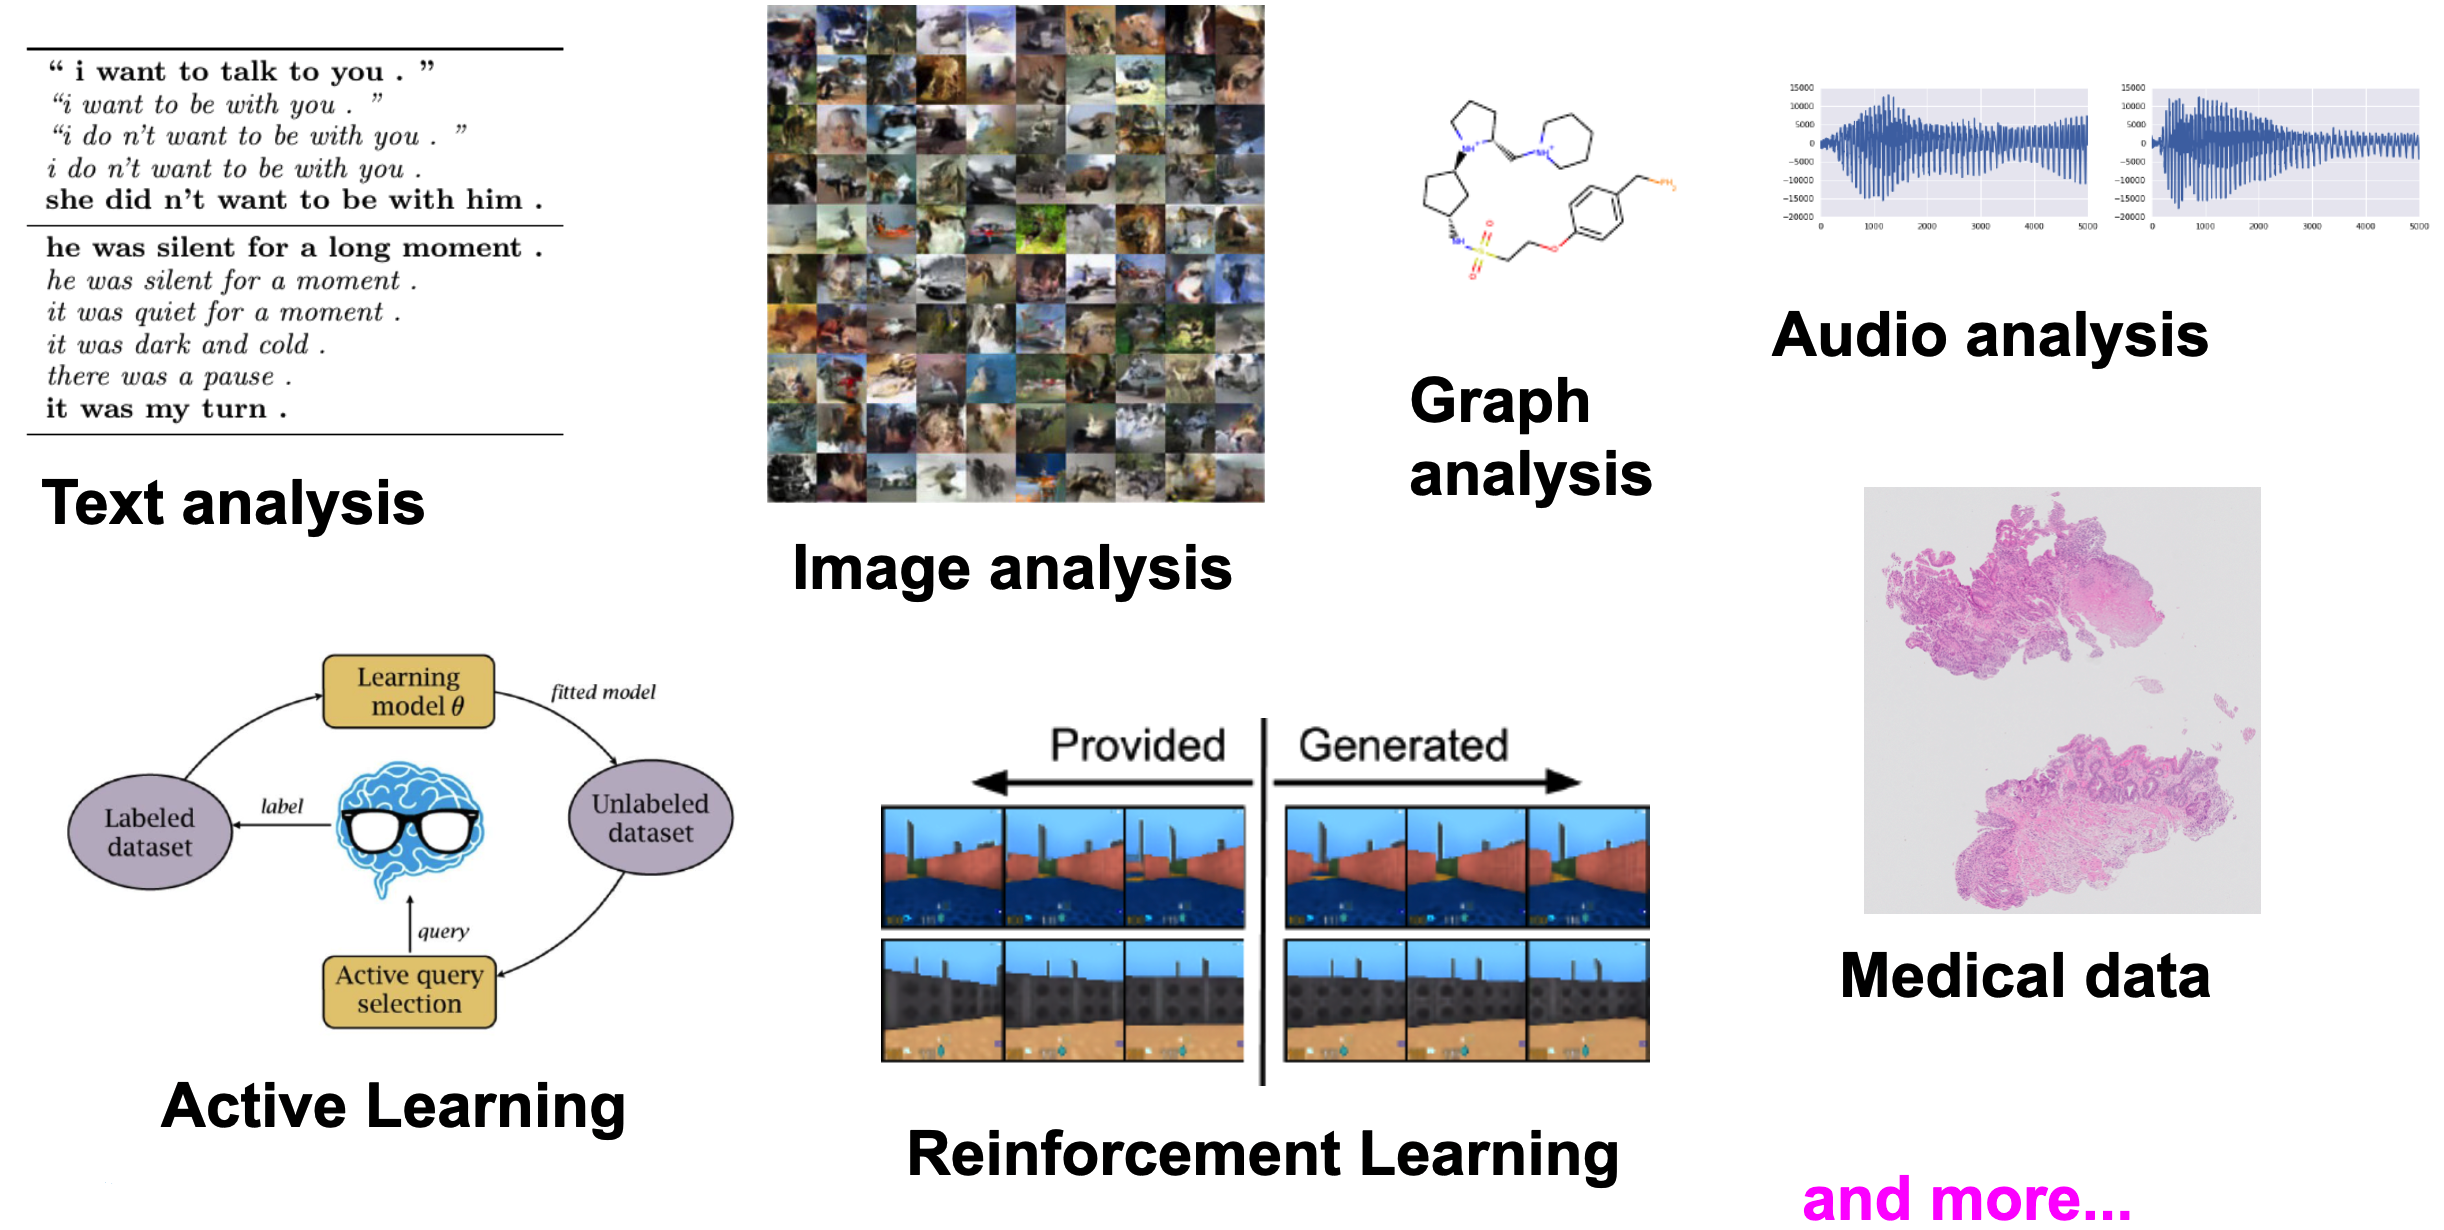 “ i want to talk to you . ”
“i want to be with you . ”
“i do n’t want to be with you . ”
i do n’t want to be with you .
she did n’t want to be with him .
he was silent for a long moment .
he was silent for a moment .
it was quiet for a moment .
it was dark and cold .
there was a pause .
it was my turn .
Text analysis
Image analysis
NH+
NH+
NH
S
O
O
O
PH2
Graph
analysis
15000
10000
5000
0
−5000
−10000
−15000
−20000
0 1000 2000 3000 4000 5000
15000
10000
5000
0
−5000
−10000
−15000
−20000
0 1000 2000 3000 4000 5000
Audio analysis
Learning
model θ
fitted model
Unlabeled
dataset
Labeled
dataset
label
query
Active query
selection
Active Learning
Provided
Generated
Reinforcement Learning
Medical data
and more...